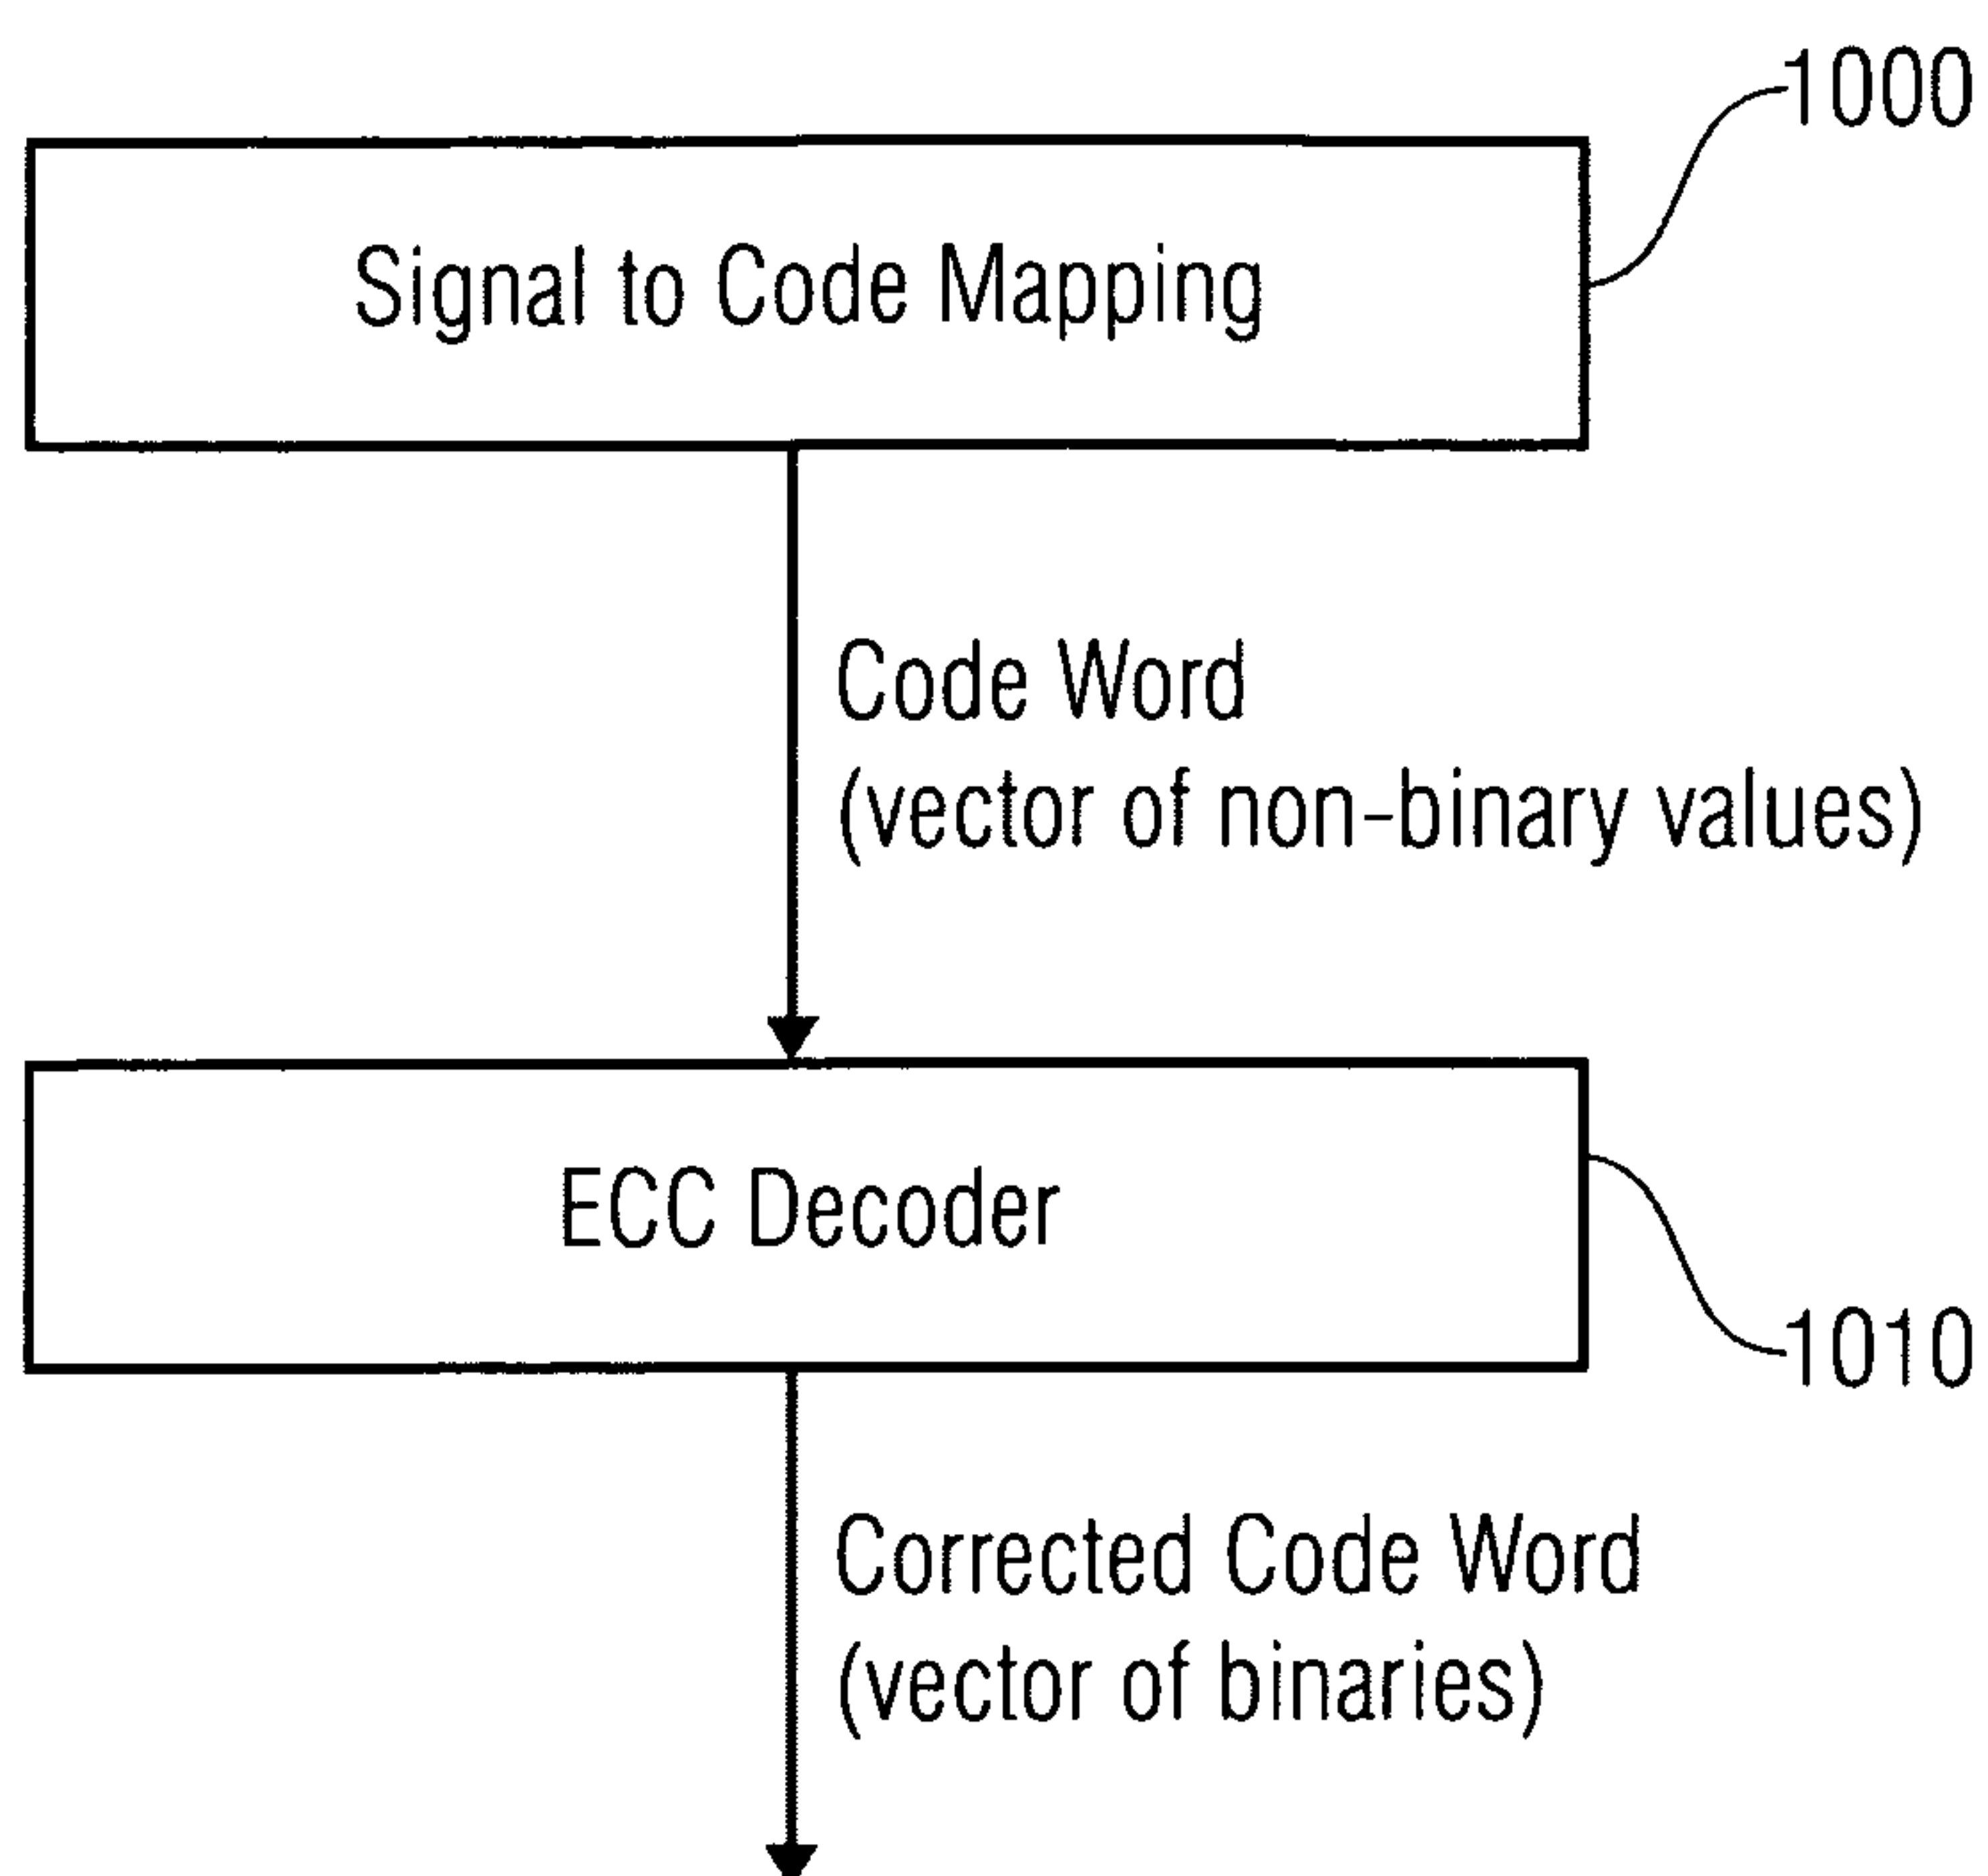 1000
Signal to Code Mapping
Code Word
(vector of non-binary values)
ECC Decoder
1010
Corrected Code Word
(vector of binaries)